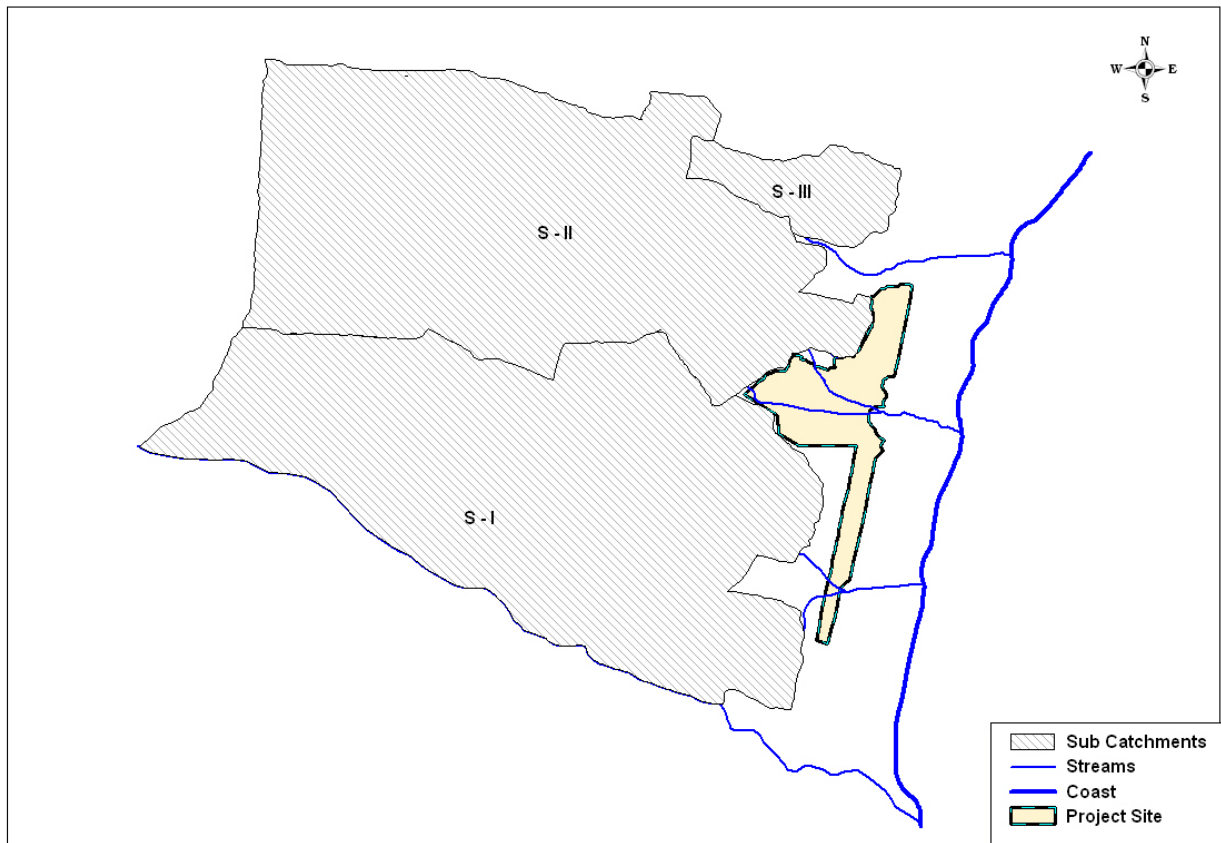 N
W E
S
S - III
S - II
S - I
Sub Catchments
Streams
Coast
Project Site